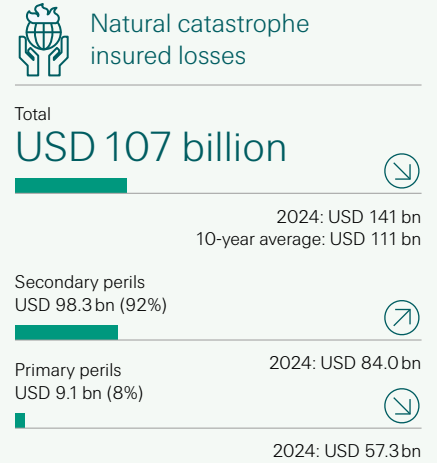 Natural catastrophe
insured losses
Total
USD 107 billion
2024: USD 141 bn
10-year average: USD 111 bn
Secondary perils
USD 98.3 bn (92%)
2024: USD 84.0 bn
Primary perils
USD 9.1 bn (8%)
2024: USD 57.3 bn